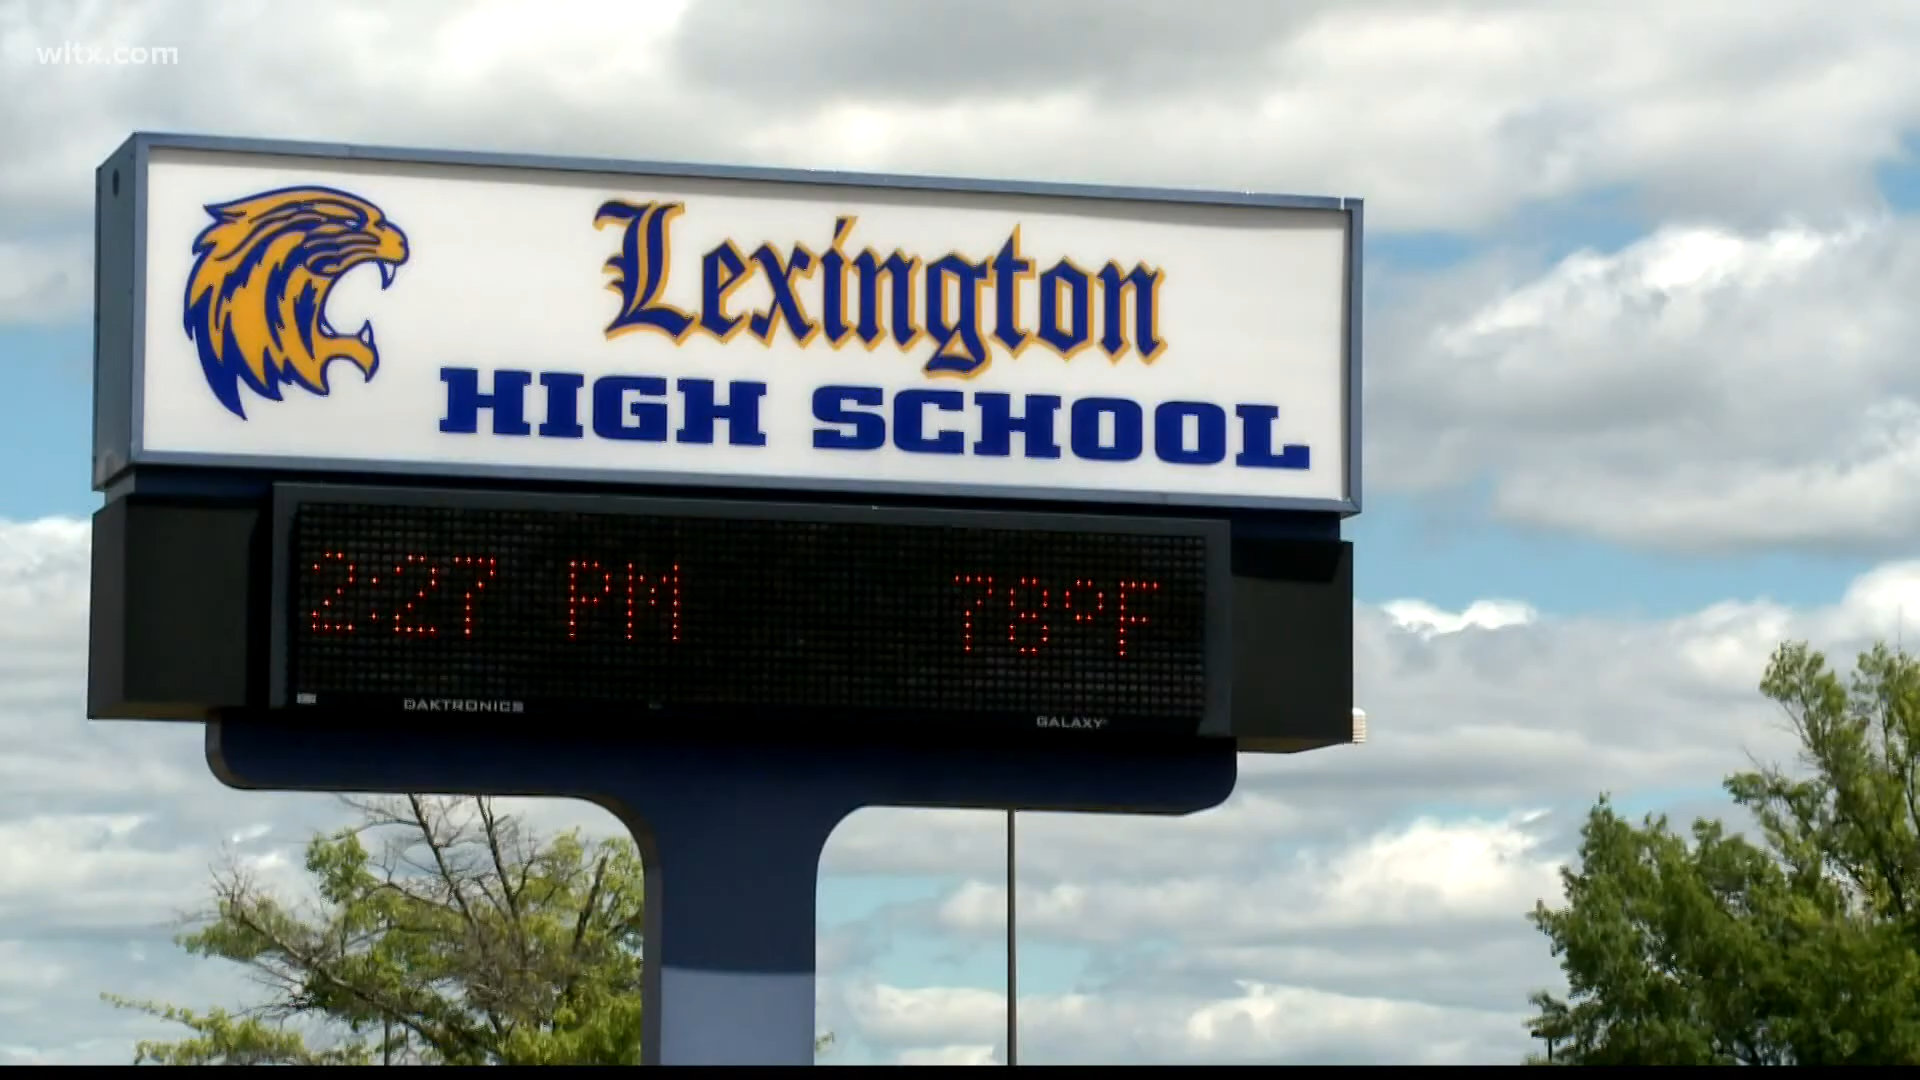 wltx.com
Lexington
HIGH SCHOOL
2:27 PM 78°F
DAKTRONICS GALAXY